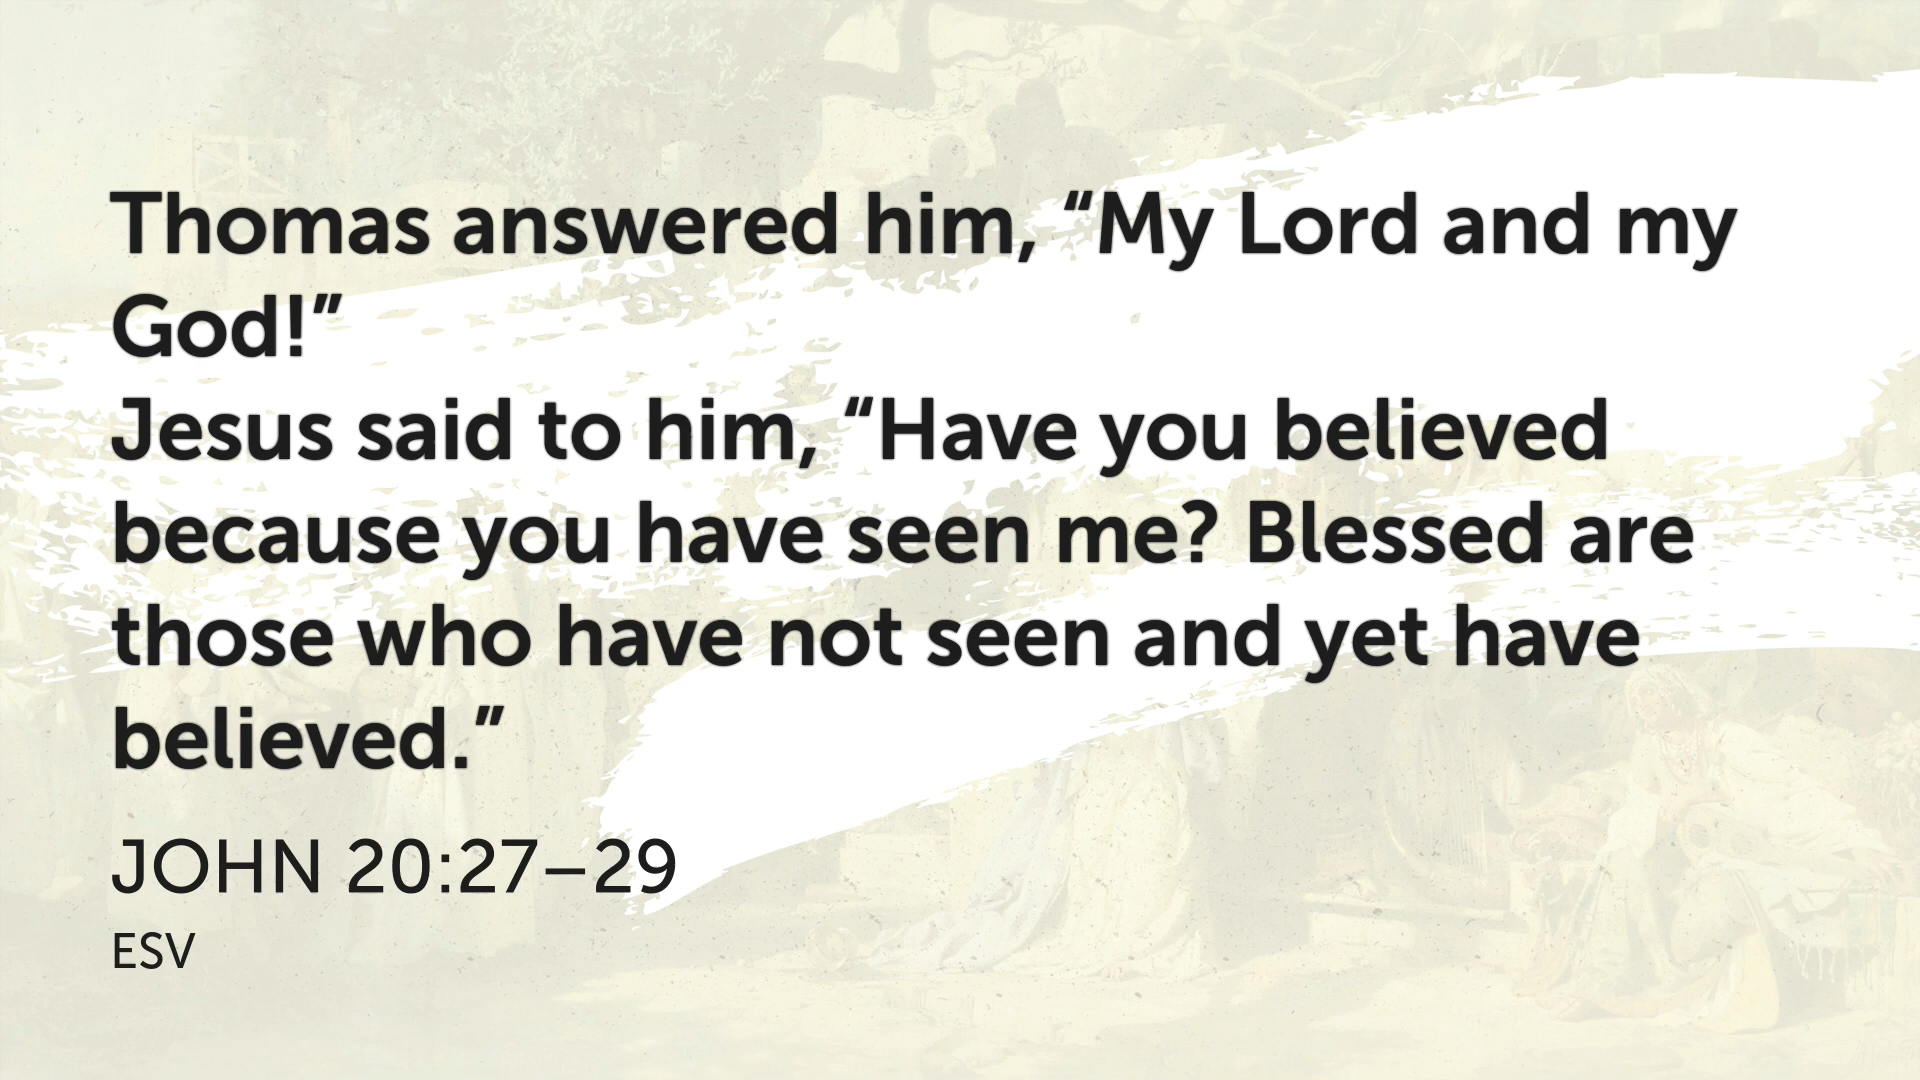 Thomas answered him, “My Lord and my
God!”
Jesus said to him, “Have you believed
because you have seen me? Blessed are
those who have not seen and yet have
believed.”
JOHN 20:27–29
ESV